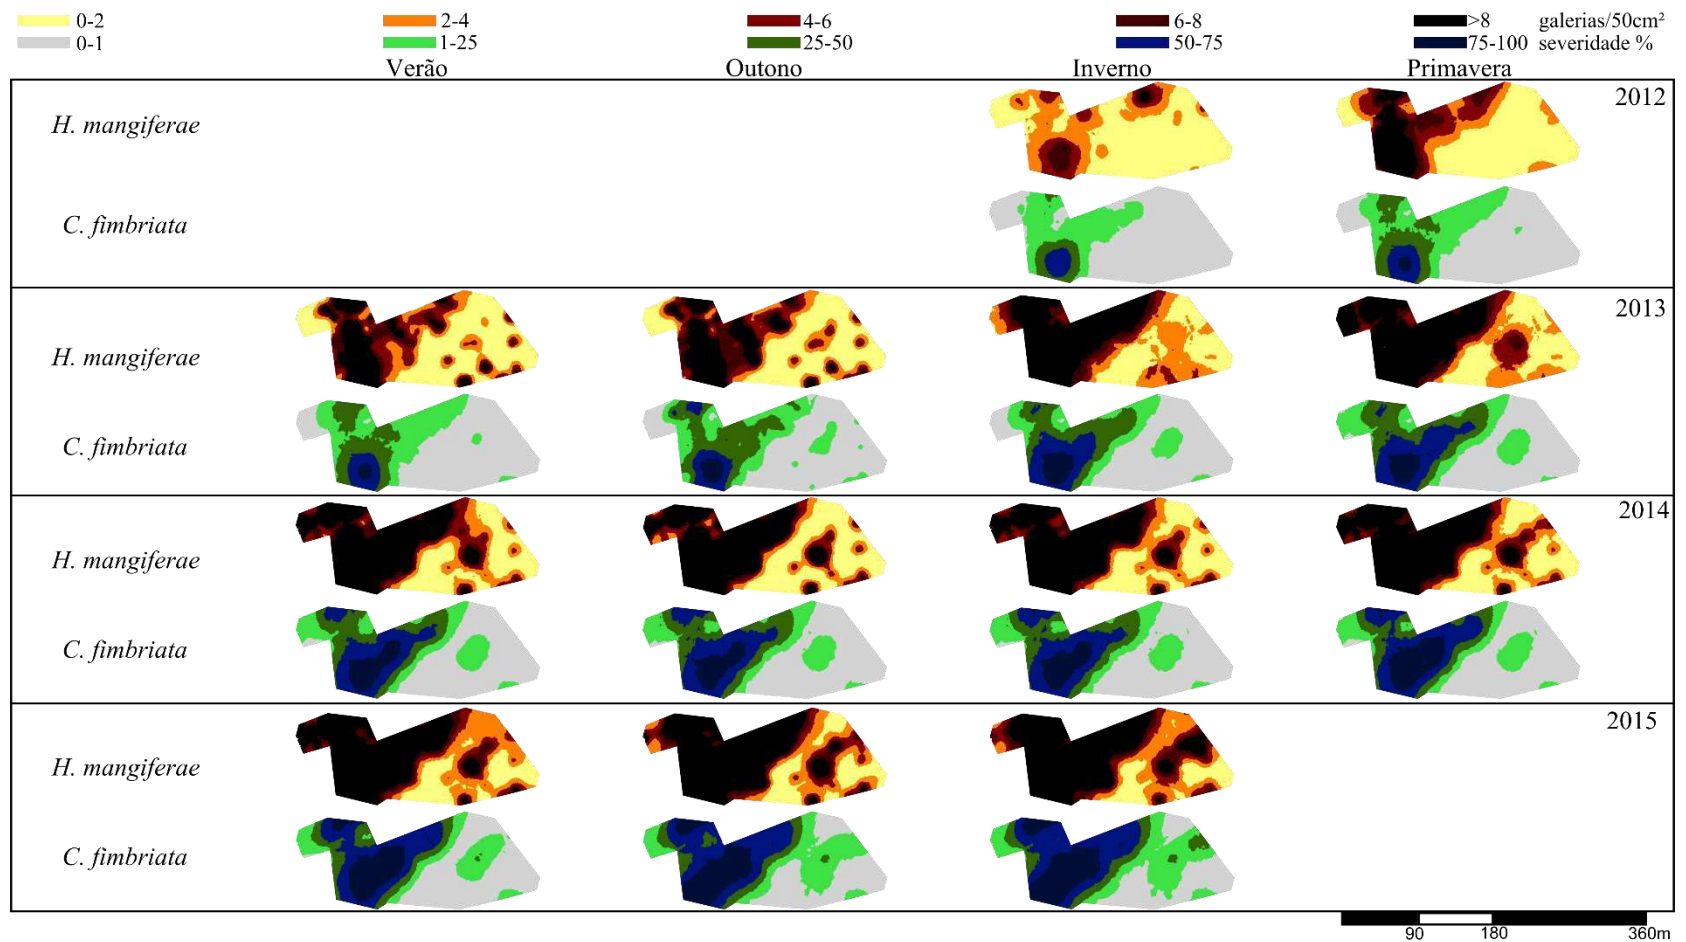 0-2 2-4 4-6 6-8 >8 galerias/50cm²
0-1 1-25 25-50 50-75 75-100 severidade %
Verão Outono Inverno Primavera
2012
H. mangiferae
C. fimbriata
2013
H. mangiferae
C. fimbriata
2014
H. mangiferae
C. fimbriata
2015
H. mangiferae
C. fimbriata
90 180 360m